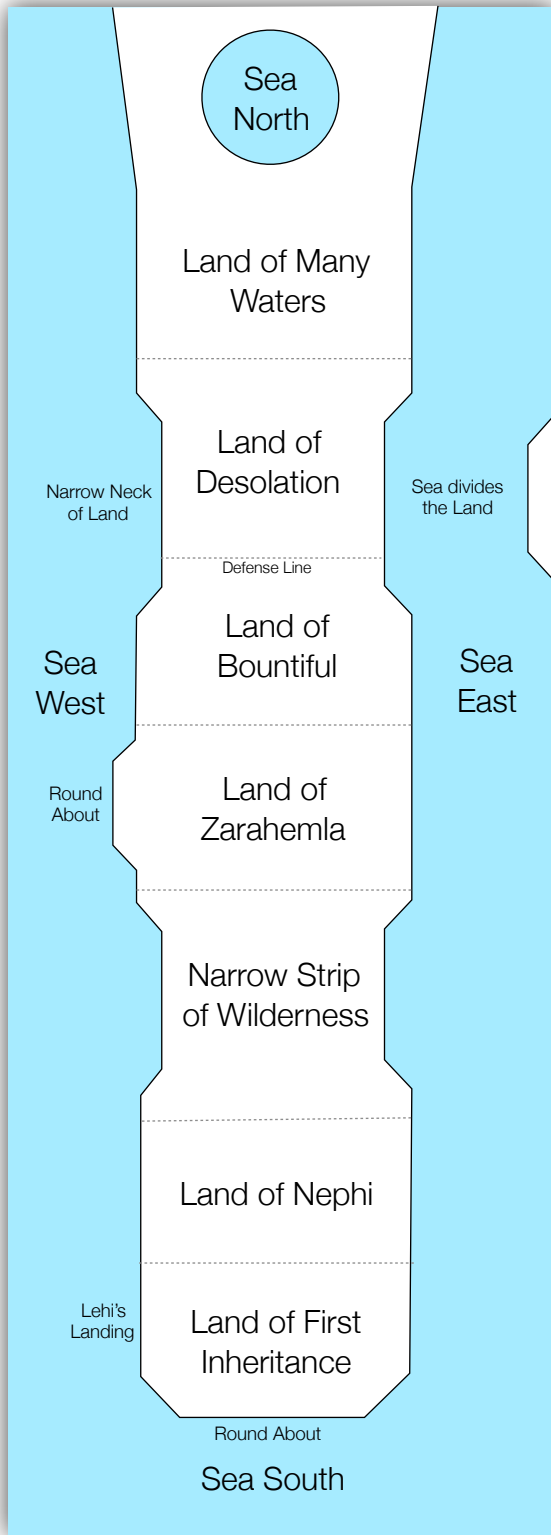 Sea
North
Land of Many
Waters
Land of
Desolation
Narrow Neck
of Land
Sea divides
the Land
Defense Line
Land of
Bountiful
Sea
West
Sea
East
Round
About
Land of
Zarahemla
Narrow Strip
of Wilderness
Land of Nephi
Lehi’s
Landing
Land of First
Inheritance
Round About
Sea South